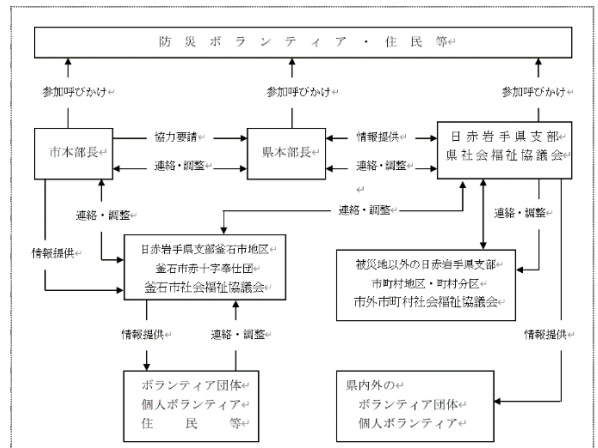 防災ボランティア・住民等
参加呼びかけ
参加呼びかけ
参加呼びかけ
市本部長
協力要請
連絡・調整
県本部長
情報提供
連絡・調整
日赤岩手県支部
県社会福祉協議会
連絡・調整
連絡・調整
連絡・調整
情報提供
日赤岩手県支部釜石市地区
釜石市赤十字奉仕団
釜石市社会福祉協議会
被災地以外の日赤岩手県支部
市町村地区・町村分区
市外市町村社会福祉協議会
情報提供
連絡・調整
情報提供
ボランティア団体
個人ボランティア
住民等
県内外の
ボランティア団体
個人ボランティア